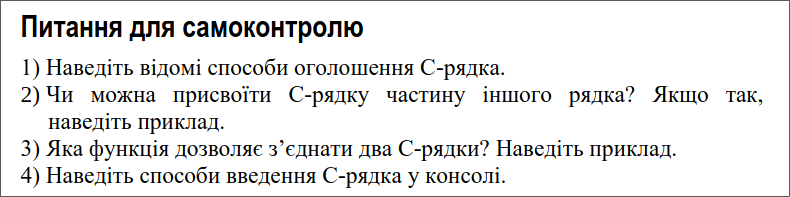 Питання для самоконтролю
1) Наведіть відомі способи оголошення С-рядка.
2) Чи можна присвоїти С-рядку частину іншого рядка? Якщо так,
наведіть приклад.
3) Яка функція дозволяє з’єднати два С-рядки? Наведіть приклад.
4) Наведіть способи введення С-рядка у консолі.